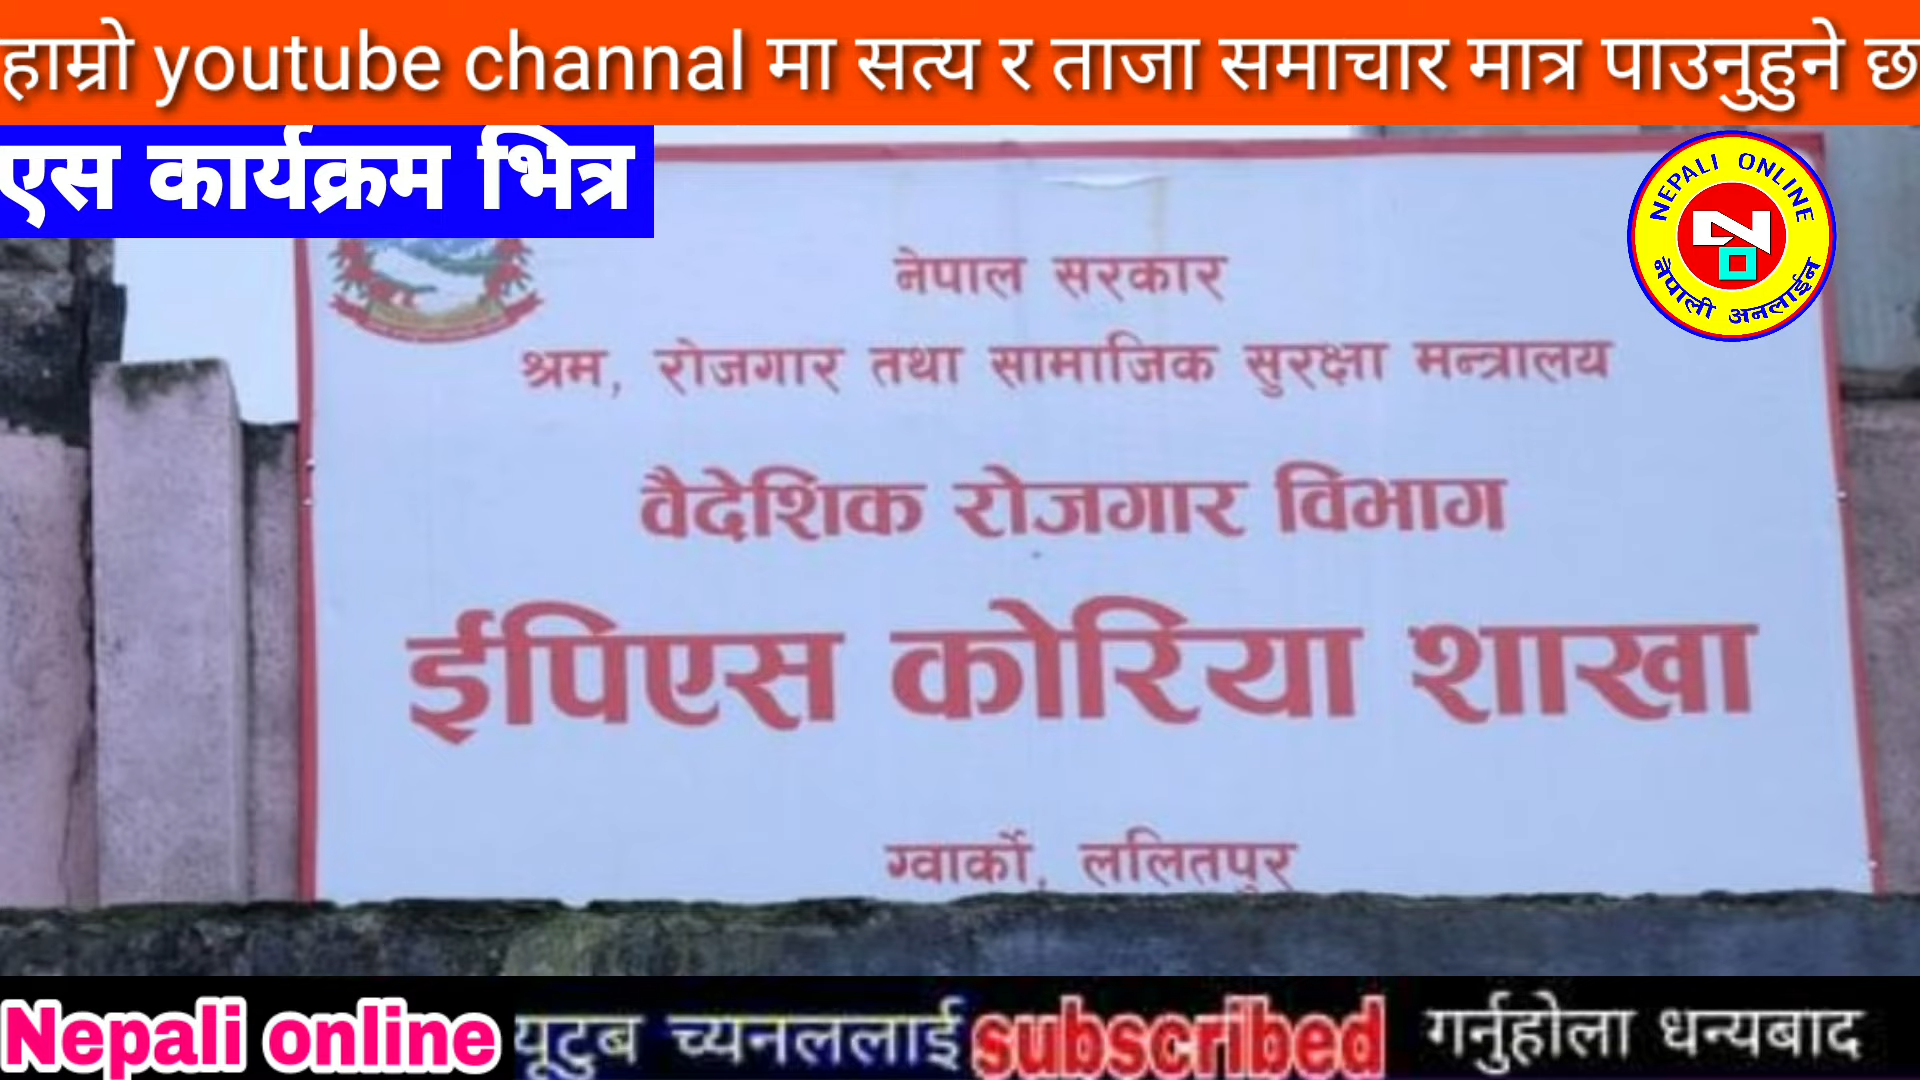 हाम्रो youtube channal मा सत्य र ताजा समाचार मात्र पाउनुहुने छ
एस कार्यक्रम भित्र
NEPALI ONLINE
NO
नेपाली अनलाईन
नेपाल सरकार
श्रम, रोजगार तथा सामाजिक सुरक्षा मन्त्रालय
वैदेशिक रोजगार विभाग
ईपिएस कोरिया शाखा
ग्वार्को, ललितपुर
Nepali online यूटुब च्यनललाई subscribed गर्नुहोला धन्यबाद